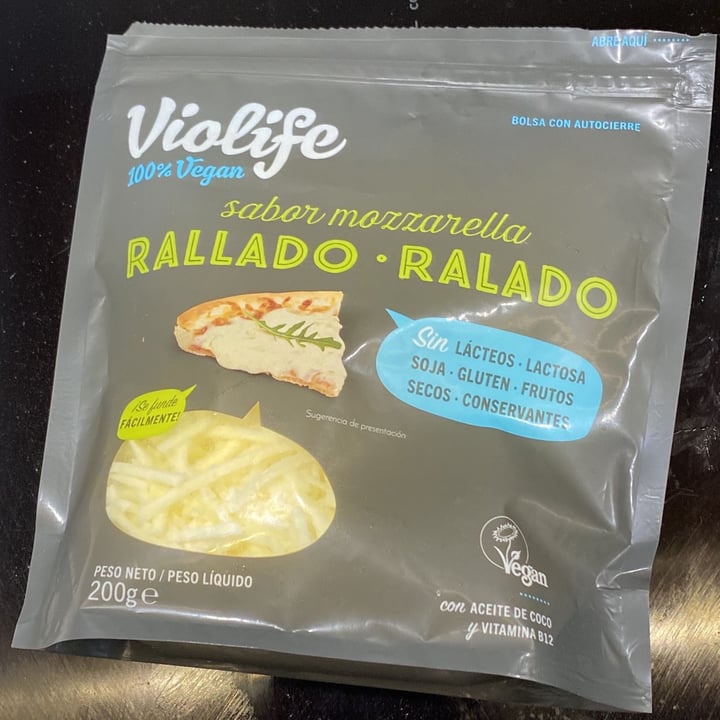 ABRE AQUÍ
BOLSA CON AUTOCIERRE
Violife
100% Vegan
sabor mozzarella
RALLADO · RALADO
Sin LÁCTEOS · LACTOSA
SOJA · GLUTEN · FRUTOS
SECOS · CONSERVANTES
¡Se funde
FÁCILMENTE!
Sugerencia de presentación
PESO NETO / PESO LÍQUIDO
200g e
Vegan
con ACEITE DE COCO
y VITAMINA B12